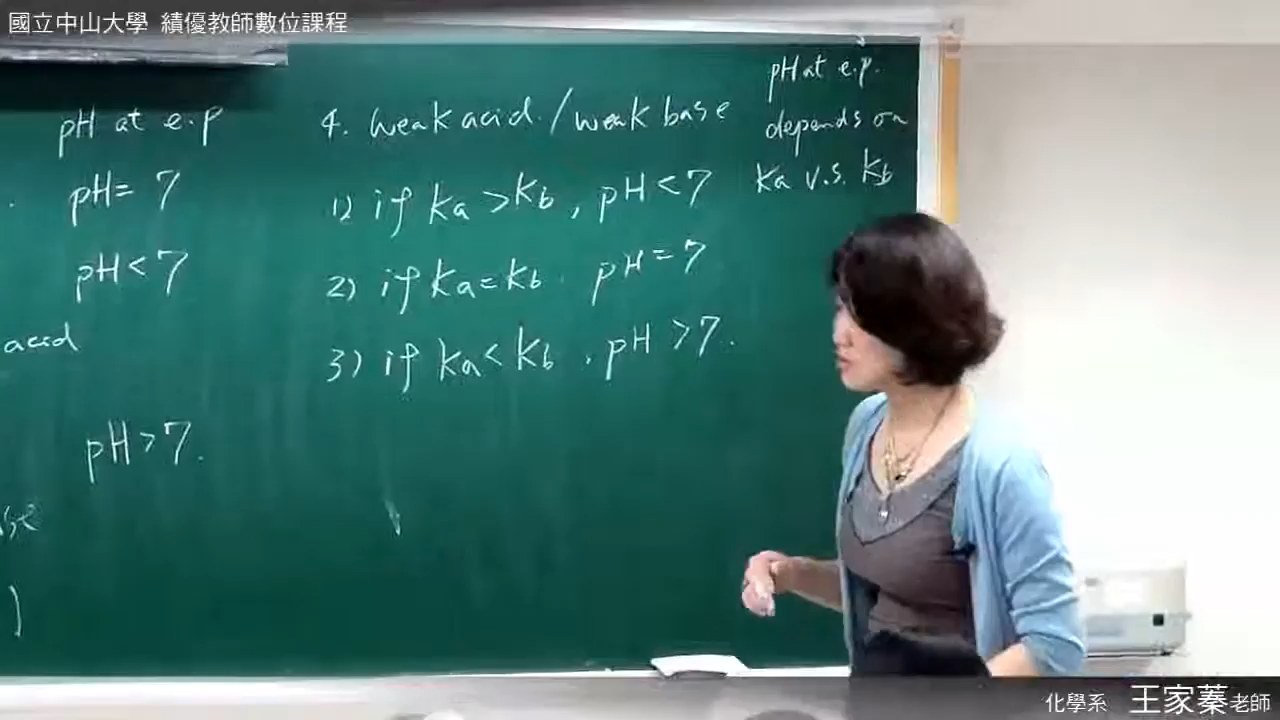 國立中山大學 績優教師數位課程
pH at e.p
pH = 7
pH < 7
acid
pH > 7.
4. weak acid / weak base
1) if Ka > Kb, pH < 7
2) if Ka = Kb. pH = 7
3) if Ka < Kb, pH > 7.
pH at e.p.
depends on
Ka v.s. Kb
化學系 王家蓁老師